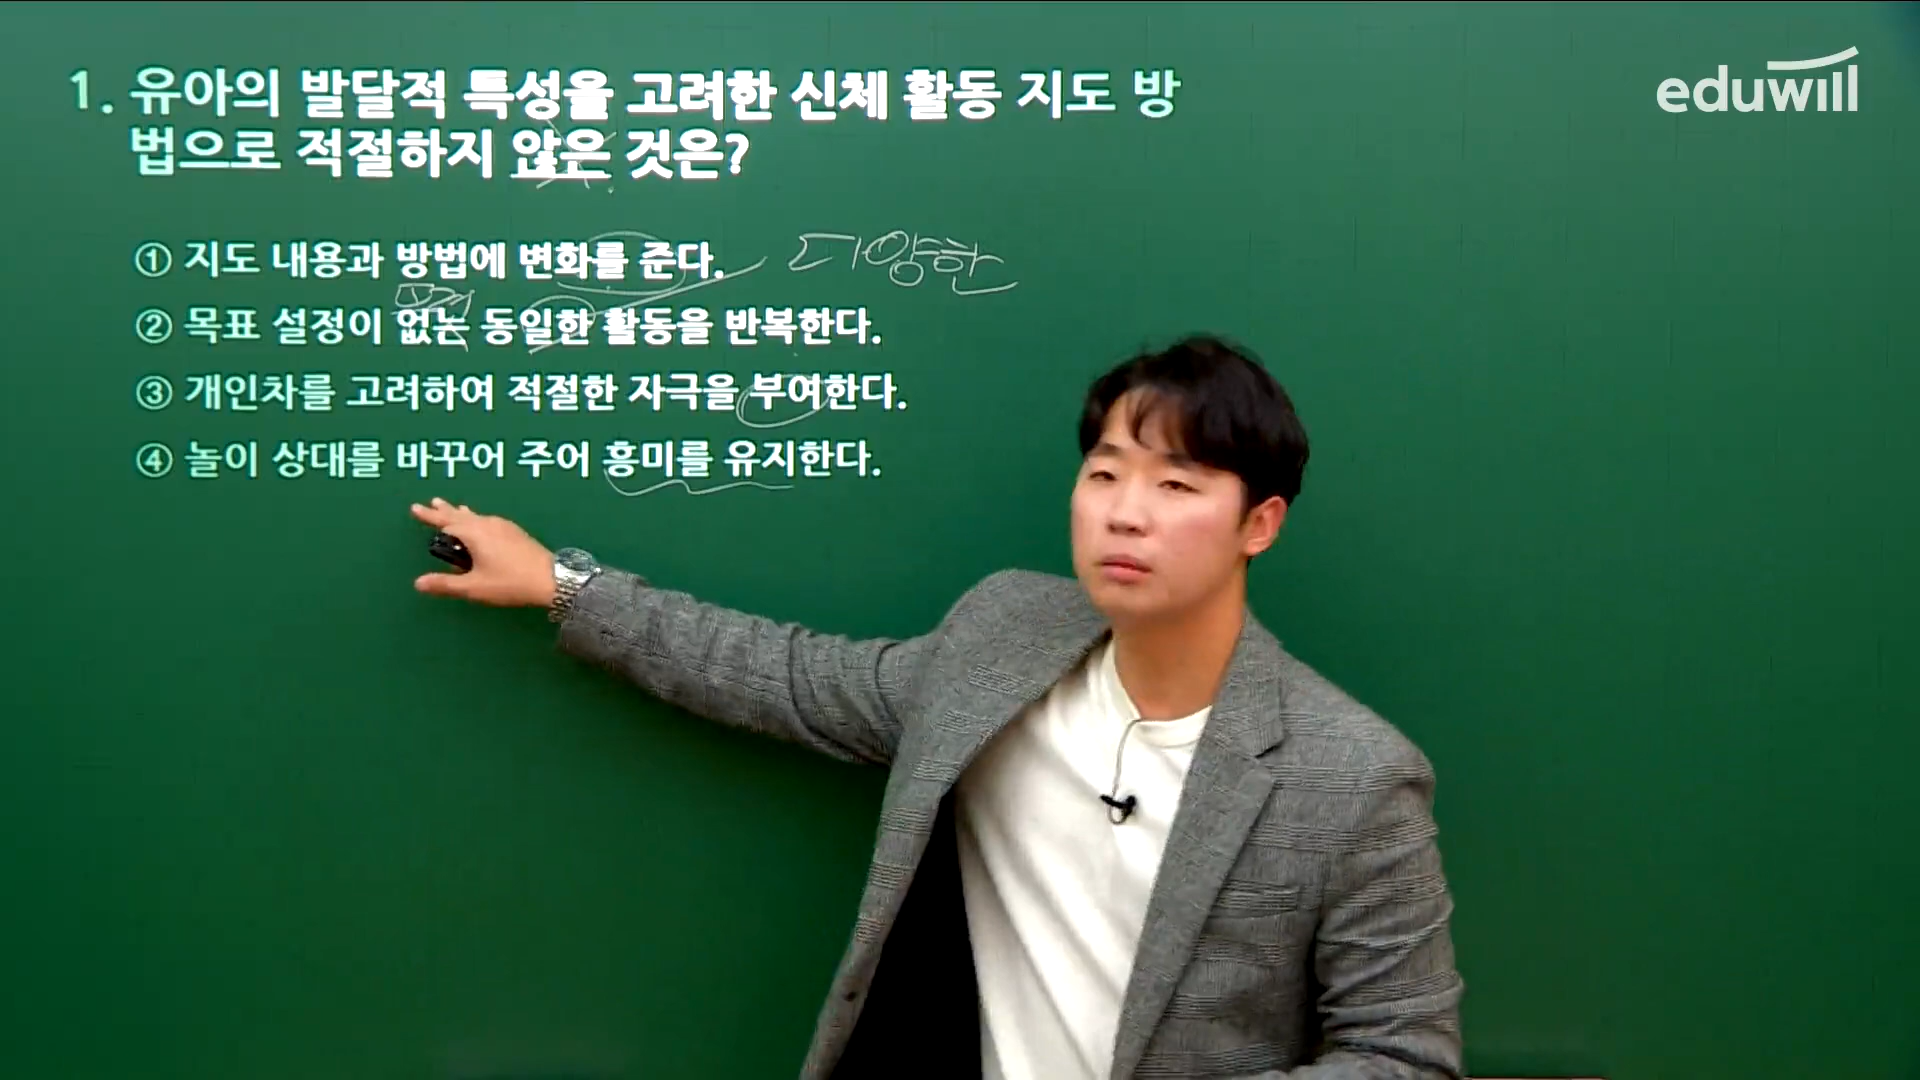 eduwill
1. 유아의 발달적 특성을 고려한 신체 활동 지도 방
법으로 적절하지 않은 것은?
① 지도 내용과 방법에 변화를 준다. 다양한
② 목표 설정이 없는 동일한 활동을 반복한다.
③ 개인차를 고려하여 적절한 자극을 부여한다.
④ 놀이 상대를 바꾸어 주어 흥미를 유지한다.